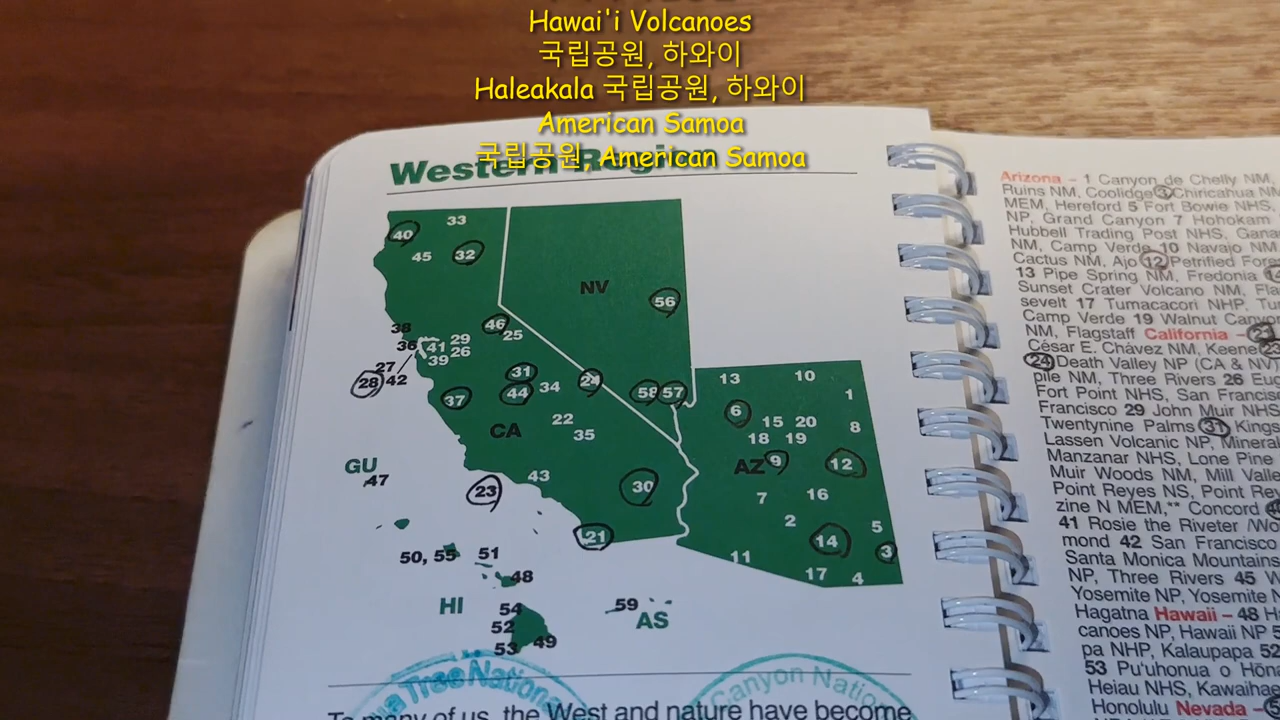 Hawai'i Volcanoes
국립공원, 하와이
Haleakala 국립공원, 하와이
American Samoa
국립공원, American Samoa
Western Region
33
40
45
32
NV
56
46
25
38
36
41
29
39
26
27
28
42
31
44
34
24
58
57
37
22
35
CA
43
30
23
21
13
10
1
6
15
20
8
18
19
AZ
9
12
7
16
2
14
5
3
11
17
4
GU
47
50, 55
51
48
HI
54
52
49
53
59
AS
Tree Nationa
Canyon Nation
To many of us, the West and nature have become
Arizona – 1 Canyon de Chelly NM,
Ruins NM, Coolidge 3 Chiricahua NM
MEM, Hereford 5 Fort Bowie NHS,
NP, Grand Canyon 7 Hohokam
Hubbell Trading Post NHS, Gana
NM, Camp Verde 10 Navajo NM
Cactus NM, Ajo 12 Petrified Fore
13 Pipe Spring NM, Fredonia
Sunset Crater Volcano NM, Fla
sevelt 17 Tumacacori NHP, Tu
Camp Verde 19 Walnut Canyo
NM, Flagstaff California – 21
César E. Chávez NM, Keene 23
24 Death Valley NP (CA & NV)
pile NM, Three Rivers 26 Eu
Fort Point NHS, San Francis
Francisco 29 John Muir NHS
Twentynine Palms 31 Kings
Lassen Volcanic NP, Mineral
Manzanar NHS, Lone Pine
Muir Woods NM, Mill Valle
Point Reyes NS, Point Rey
zine N MEM,** Concord
41 Rosie the Riveter /Wo
mond 42 San Francisco
Santa Monica Mountains
NP, Three Rivers 45 W
Yosemite NP, Yosemite N
Hagatna Hawaii – 48 H
canoes NP, Hawaii NP 5
pa NHP, Kalaupapa 52
53 Pu'uhonua o Hōn
Heiau NHS, Kawaihae
Honolulu Nevada –